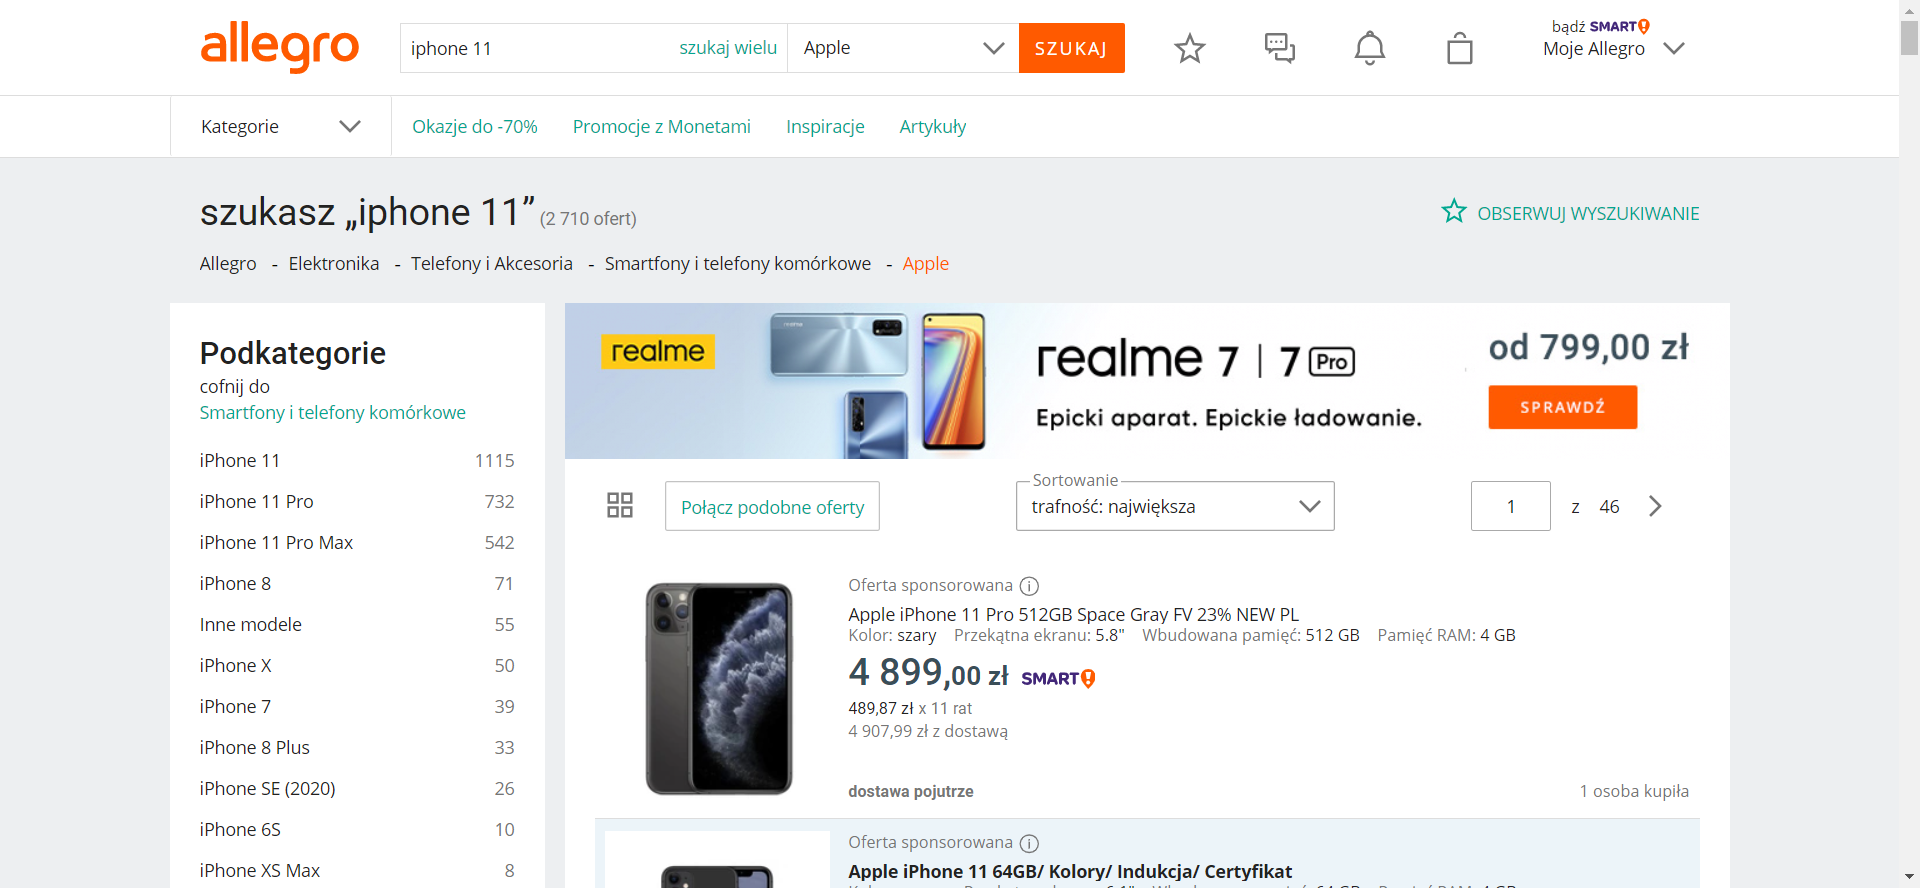 allegro
iphone 11
szukaj wielu
Apple
SZUKAJ
bądź SMART!
Moje Allegro
Kategorie
Okazje do -70%
Promocje z Monetami
Inspiracje
Artykuły
szukasz „iphone 11” (2 710 ofert)
OBSERWUJ WYSZUKIWANIE
Allegro - Elektronika - Telefony i Akcesoria - Smartfony i telefony komórkowe - Apple
Podkategorie
cofnij do
Smartfony i telefony komórkowe
iPhone 11 1115
iPhone 11 Pro 732
iPhone 11 Pro Max 542
iPhone 8 71
Inne modele 55
iPhone X 50
iPhone 7 39
iPhone 8 Plus 33
iPhone SE (2020) 26
iPhone 6S 10
iPhone XS Max 8
realme
realme 7 | 7 Pro
Epicki aparat. Epickie ładowanie.
od 799,00 zł
SPRAWDŹ
Połącz podobne oferty
Sortowanie
trafność: największa
1 z 46
Oferta sponsorowana
Apple iPhone 11 Pro 512GB Space Gray FV 23% NEW PL
Kolor: szary Przekątna ekranu: 5.8" Wbudowana pamięć: 512 GB Pamięć RAM: 4 GB
4 899,00 zł SMART!
489,87 zł x 11 rat
4 907,99 zł z dostawą
dostawa pojutrze
1 osoba kupiła
Oferta sponsorowana
Apple iPhone 11 64GB/ Kolory/ Indukcja/ Certyfikat